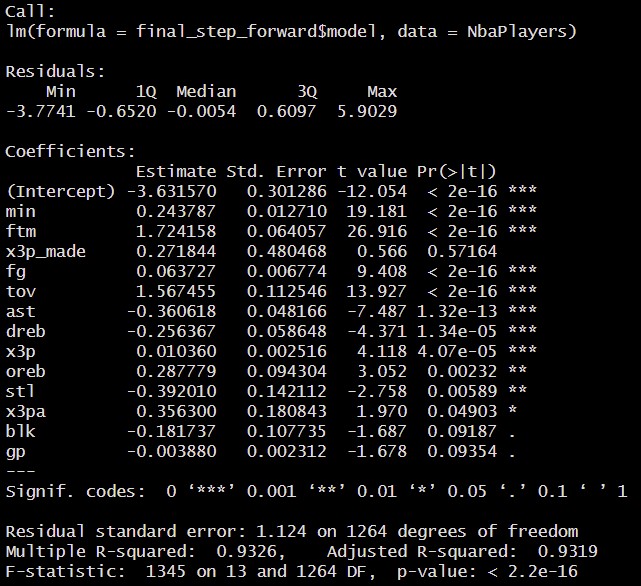 Call:
lm(formula = final_step_forward$model, data = NbaPlayers)
Residuals:
Min 1Q Median 3Q Max
-3.7741 -0.6520 -0.0054 0.6097 5.9029
Coefficients:
Estimate Std. Error t value Pr(>|t|)
(Intercept) -3.631570 0.301286 -12.054 < 2e-16 ***
min 0.243787 0.012710 19.181 < 2e-16 ***
ftm 1.724158 0.064057 26.916 < 2e-16 ***
x3p_made 0.271844 0.480468 0.566 0.57164
fg 0.063727 0.006774 9.408 < 2e-16 ***
tov 1.567455 0.112546 13.927 < 2e-16 ***
ast -0.360618 0.048166 -7.487 1.32e-13 ***
dreb -0.256367 0.058648 -4.371 1.34e-05 ***
x3p 0.010360 0.002516 4.118 4.07e-05 ***
oreb 0.287779 0.094304 3.052 0.00232 **
stl -0.392010 0.142112 -2.758 0.00589 **
x3pa 0.356300 0.180843 1.970 0.04903 *
blk -0.181737 0.107735 -1.687 0.09187 .
gp -0.003880 0.002312 -1.678 0.09354 .
---
Signif. codes: 0 ‘***’ 0.001 ‘**’ 0.01 ‘*’ 0.05 ‘.’ 0.1 ‘ ’ 1
Residual standard error: 1.124 on 1264 degrees of freedom
Multiple R-squared: 0.9326, Adjusted R-squared: 0.9319
F-statistic: 1345 on 13 and 1264 DF, p-value: < 2.2e-16